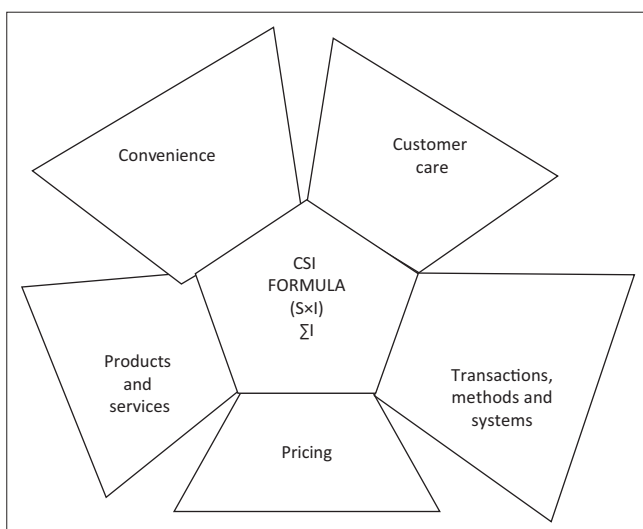 Convenience
Customer
care
CSI
FORMULA
(S×I)
∑I
Products
and
services
Transactions,
methods and
systems
Pricing